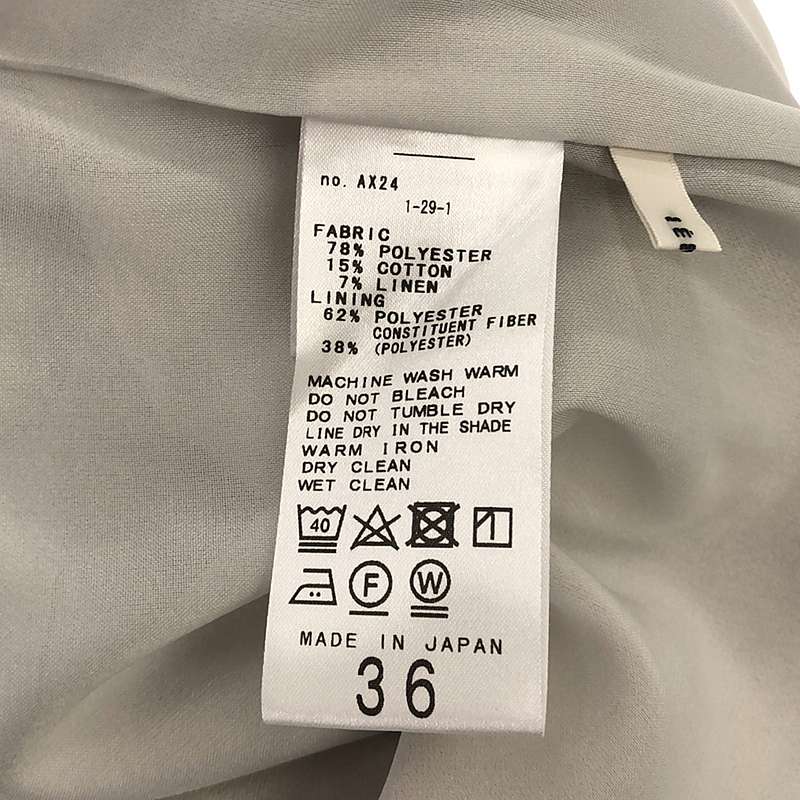 no. AX24
1-29-1
FABRIC
78% POLYESTER
15% COTTON
7% LINEN
LINING
62% POLYESTER
CONSTITUENT FIBER
38% (POLYESTER)
MACHINE WASH WARM
DO NOT BLEACH
DO NOT TUMBLE DRY
LINE DRY IN THE SHADE
WARM IRON
DRY CLEAN
WET CLEAN
40
F
W
MADE IN JAPAN
36